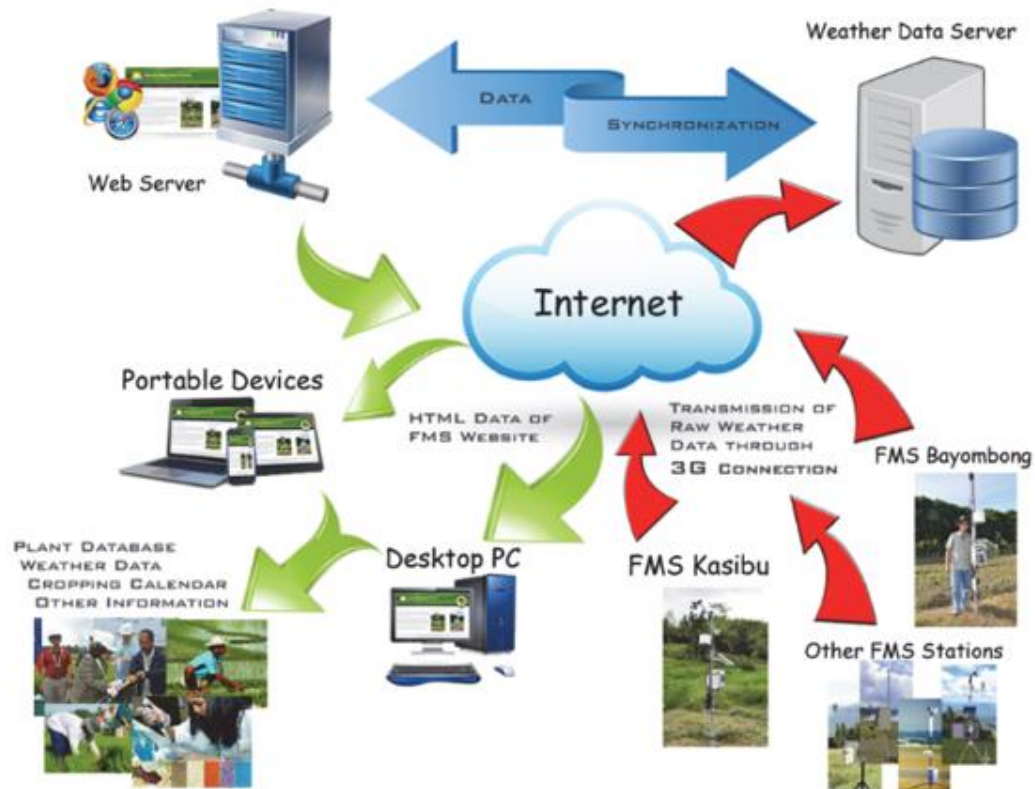 Weather Data Server
DATA
SYNCHRONIZATION
Web Server
Internet
Portable Devices
HTML DATA OF
FMS WEBSITE
TRANSMISSION OF
RAW WEATHER
DATA THROUGH
3G CONNECTION
FMS Bayombong
PLANT DATABASE
WEATHER DATA
CROPPING CALENDAR
OTHER INFORMATION
Desktop PC
FMS Kasibu
Other FMS Stations